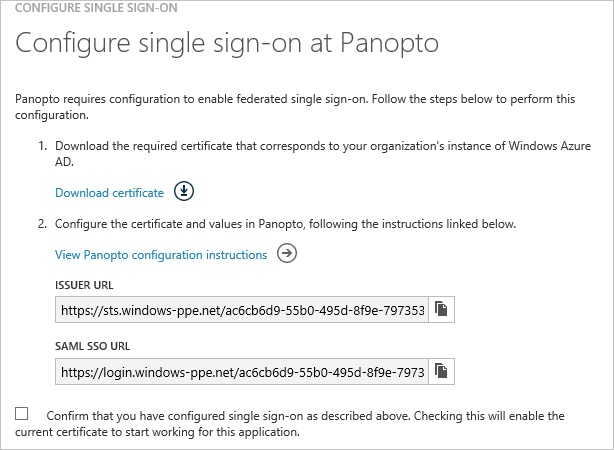 CONFIGURE SINGLE SIGN-ON
Configure single sign-on at Panopto
Panopto requires configuration to enable federated single sign-on. Follow the steps below to perform this
configuration.
1. Download the required certificate that corresponds to your organization's instance of Windows Azure
AD.
Download certificate
2. Configure the certificate and values in Panopto, following the instructions linked below.
View Panopto configuration instructions
ISSUER URL
https://sts.windows-ppe.net/ac6cb6d9-55b0-495d-8f9e-797353
SAML SSO URL
https://login.windows-ppe.net/ac6cb6d9-55b0-495d-8f9e-7973
Confirm that you have configured single sign-on as described above. Checking this will enable the
current certificate to start working for this application.